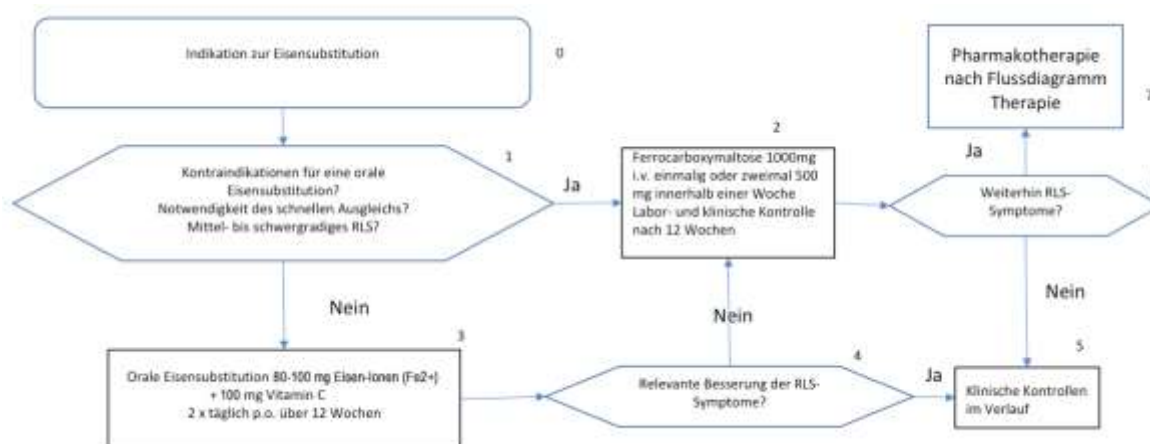 Indikation zur Eisensubstitution
0
Kontraindikationen für eine orale
Eisensubstitution?
Notwendigkeit des schnellen Ausgleichs?
Mittel- bis schwergradiges RLS?
1
Ja
2
Ferrocarboxymaltose 1000mg
i.v. einmalig oder zweimal 500
mg innerhalb einer Woche
Labor- und klinische Kontrolle
nach 12 Wochen
Pharmakotherapie
nach Flussdiagramm
Therapie
7
Ja
Weiterhin RLS-
Symptome?
Nein
Nein
Nein
3
Orale Eisensubstitution 80-100 mg Eisen-Ionen (Fe2+)
+ 100 mg Vitamin C
2 x täglich p.o. über 12 Wochen
4
Relevante Besserung der RLS-
Symptome?
Ja
5
Klinische Kontrollen
im Verlauf